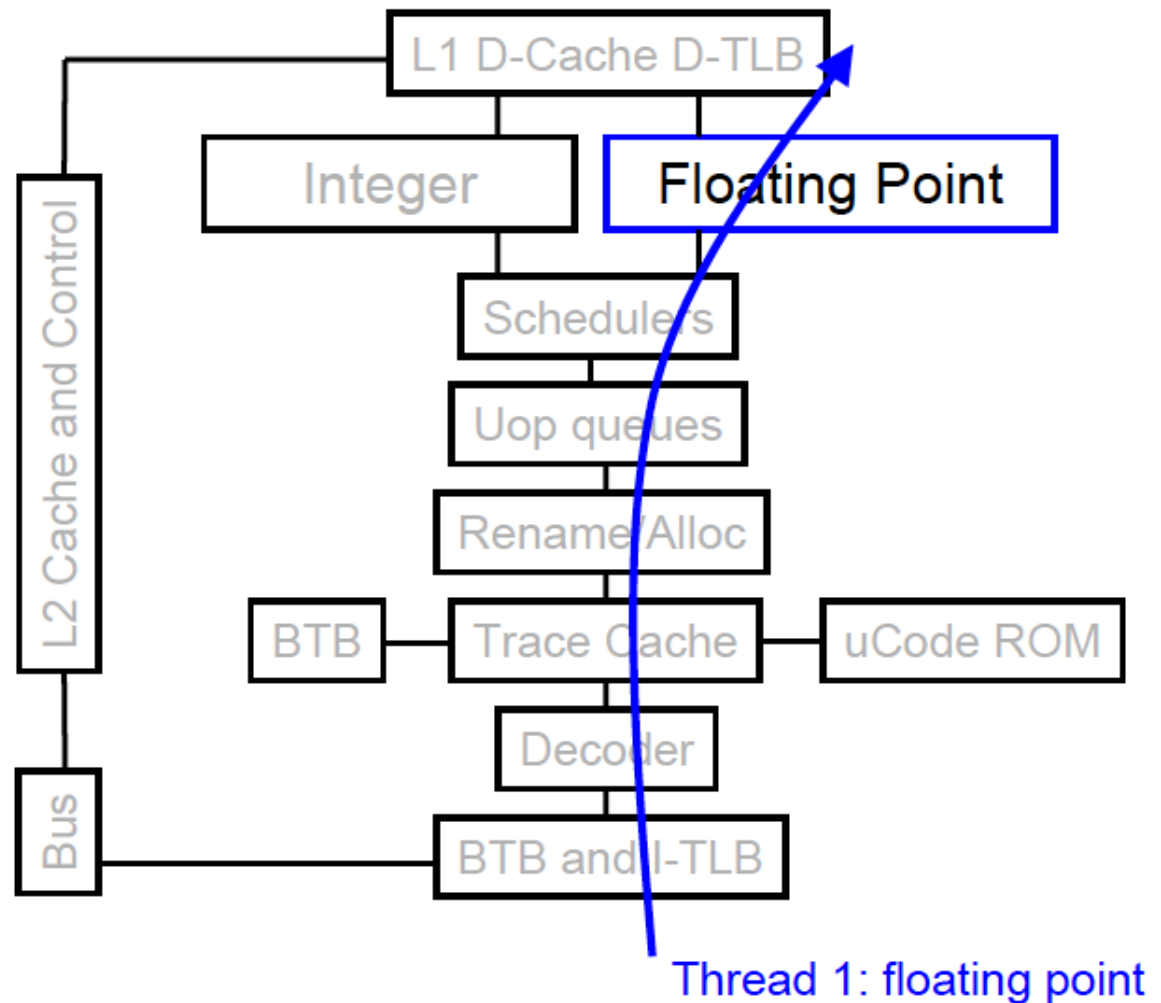 L1 D-Cache D-TLB
Integer
Floating Point
L2 Cache and Control
Schedulers
Uop queues
Rename/Alloc
BTB
Trace Cache
uCode ROM
Decoder
Bus
BTB and I-TLB
Thread 1: floating point